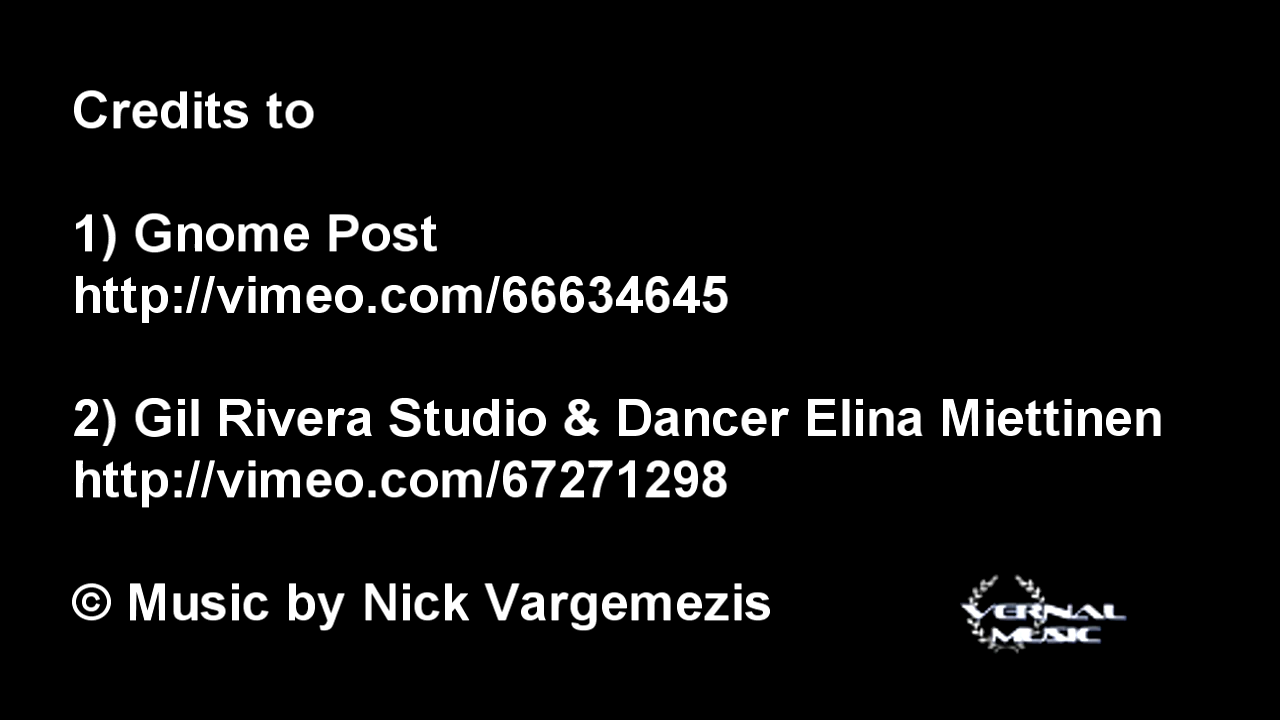 Credits to
1) Gnome Post
http://vimeo.com/66634645
2) Gil Rivera Studio & Dancer Elina Miettinen
http://vimeo.com/67271298
© Music by Nick Vargemezis
VERNAL
MUSIC